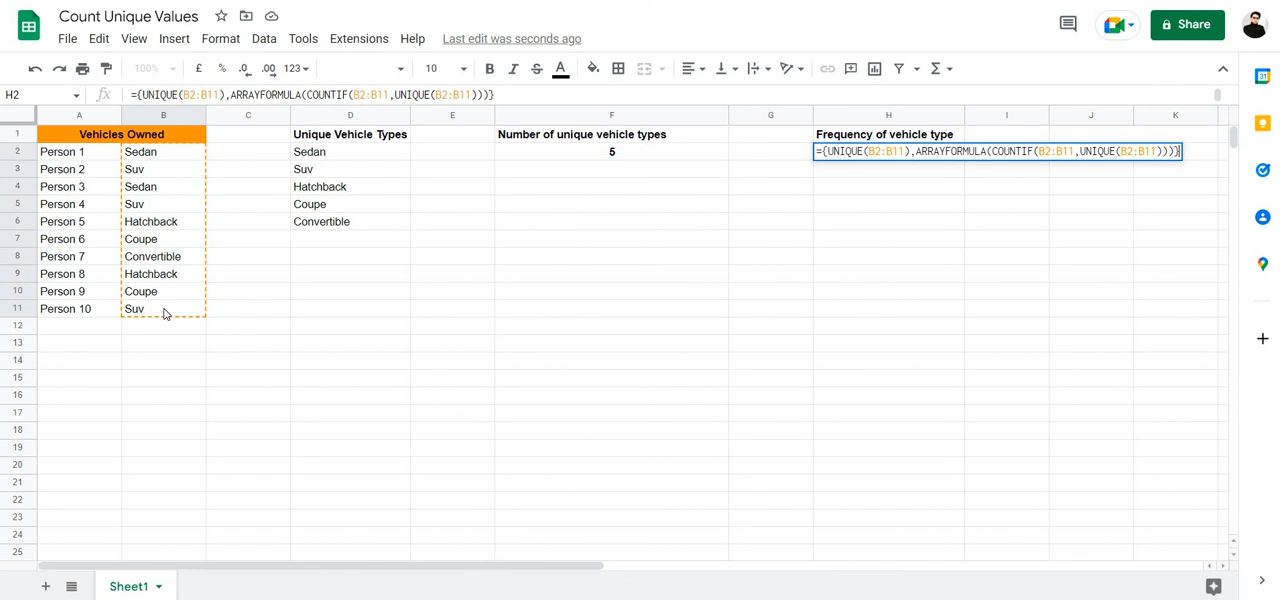 Count Unique Values
File Edit View Insert Format Data Tools Extensions Help Last edit was seconds ago
Share
100% £ % .0 .00 123 10 B I S A Σ
H2 fx ={UNIQUE(B2:B11),ARRAYFORMULA(COUNTIF(B2:B11,UNIQUE(B2:B11)))}
A B C D E F G H I J K
1 Vehicles Owned Unique Vehicle Types Number of unique vehicle types Frequency of vehicle type
2 Person 1 Sedan Sedan 5 ={UNIQUE(B2:B11),ARRAYFORMULA(COUNTIF(B2:B11,UNIQUE(B2:B11)))}
3 Person 2 Suv Suv
4 Person 3 Sedan Hatchback
5 Person 4 Suv Coupe
6 Person 5 Hatchback Convertible
7 Person 6 Coupe
8 Person 7 Convertible
9 Person 8 Hatchback
10 Person 9 Coupe
11 Person 10 Suv
12
13
14
15
16
17
18
19
20
21
22
23
24
25
Sheet1
31